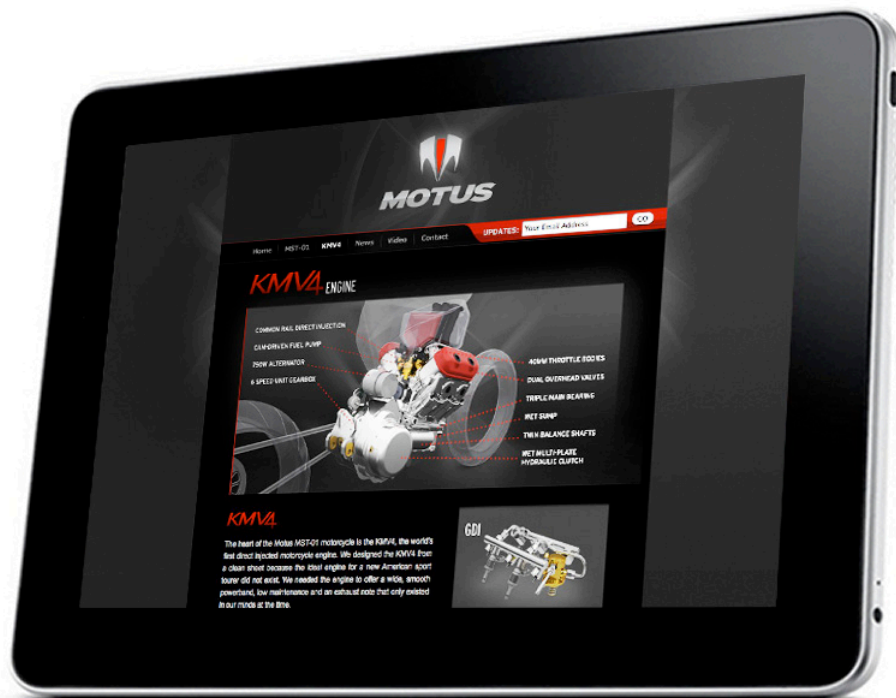 MOTUS
Home | MST-01 | KMV4 | News | Video | Contact
UPDATES: Your Email Address GO
KMV4 ENGINE
COMMON RAIL DIRECT INJECTION
CAM-DRIVEN FUEL PUMP
750W ALTERNATOR
6 SPEED UNIT GEARBOX
40MM THROTTLE BODIES
DUAL OVERHEAD VALVES
TRIPLE MAIN BEARING
WET SUMP
TWIN BALANCE SHAFTS
WET MULTI-PLATE
HYDRAULIC CLUTCH
KMV4
The heart of the Motus MST-01 motorcycle is the KMV4, the world's
first direct injected motorcycle engine. We designed the KMV4 from
a clean sheet because the ideal engine for a new American sport
tourer did not exist. We needed the engine to offer a wide, smooth
powerband, low maintenance and an exhaust note that only existed
in our minds at the time.
GDI